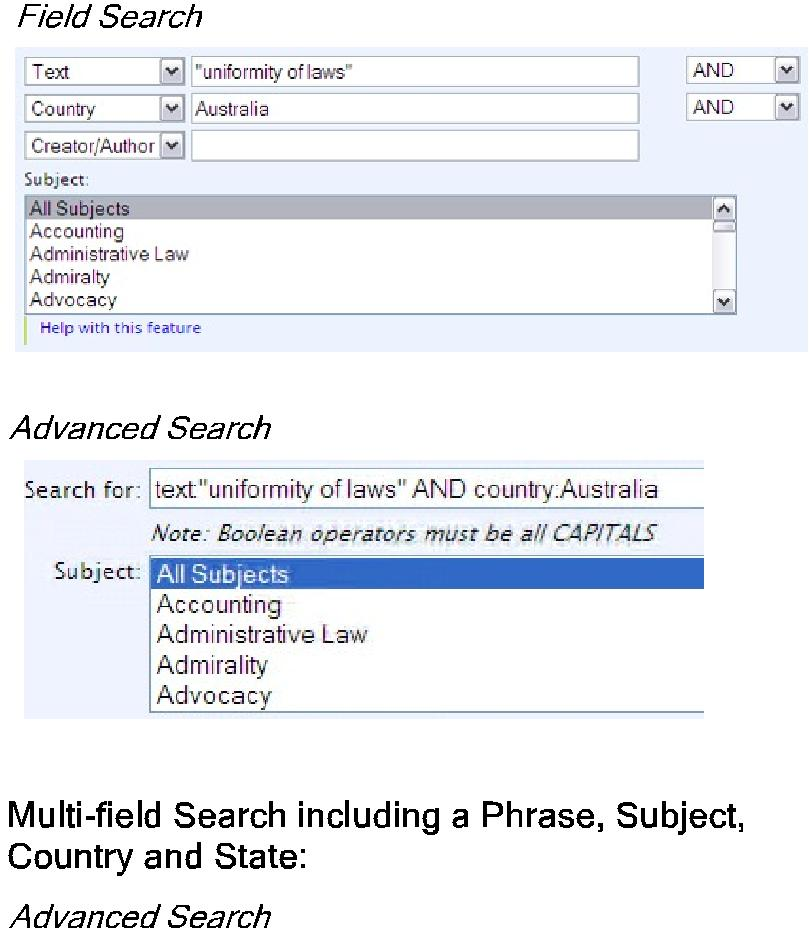 Field Search
Text "uniformity of laws" AND
Country Australia AND
Creator/Author
Subject:
All Subjects
Accounting
Administrative Law
Admiralty
Advocacy
Help with this feature
Advanced Search
Search for: text:"uniformity of laws" AND country:Australia
Note: Boolean operators must be all CAPITALS
Subject: All Subjects
Accounting
Administrative Law
Admirality
Advocacy
Multi-field Search including a Phrase, Subject,
Country and State:
Advanced Search